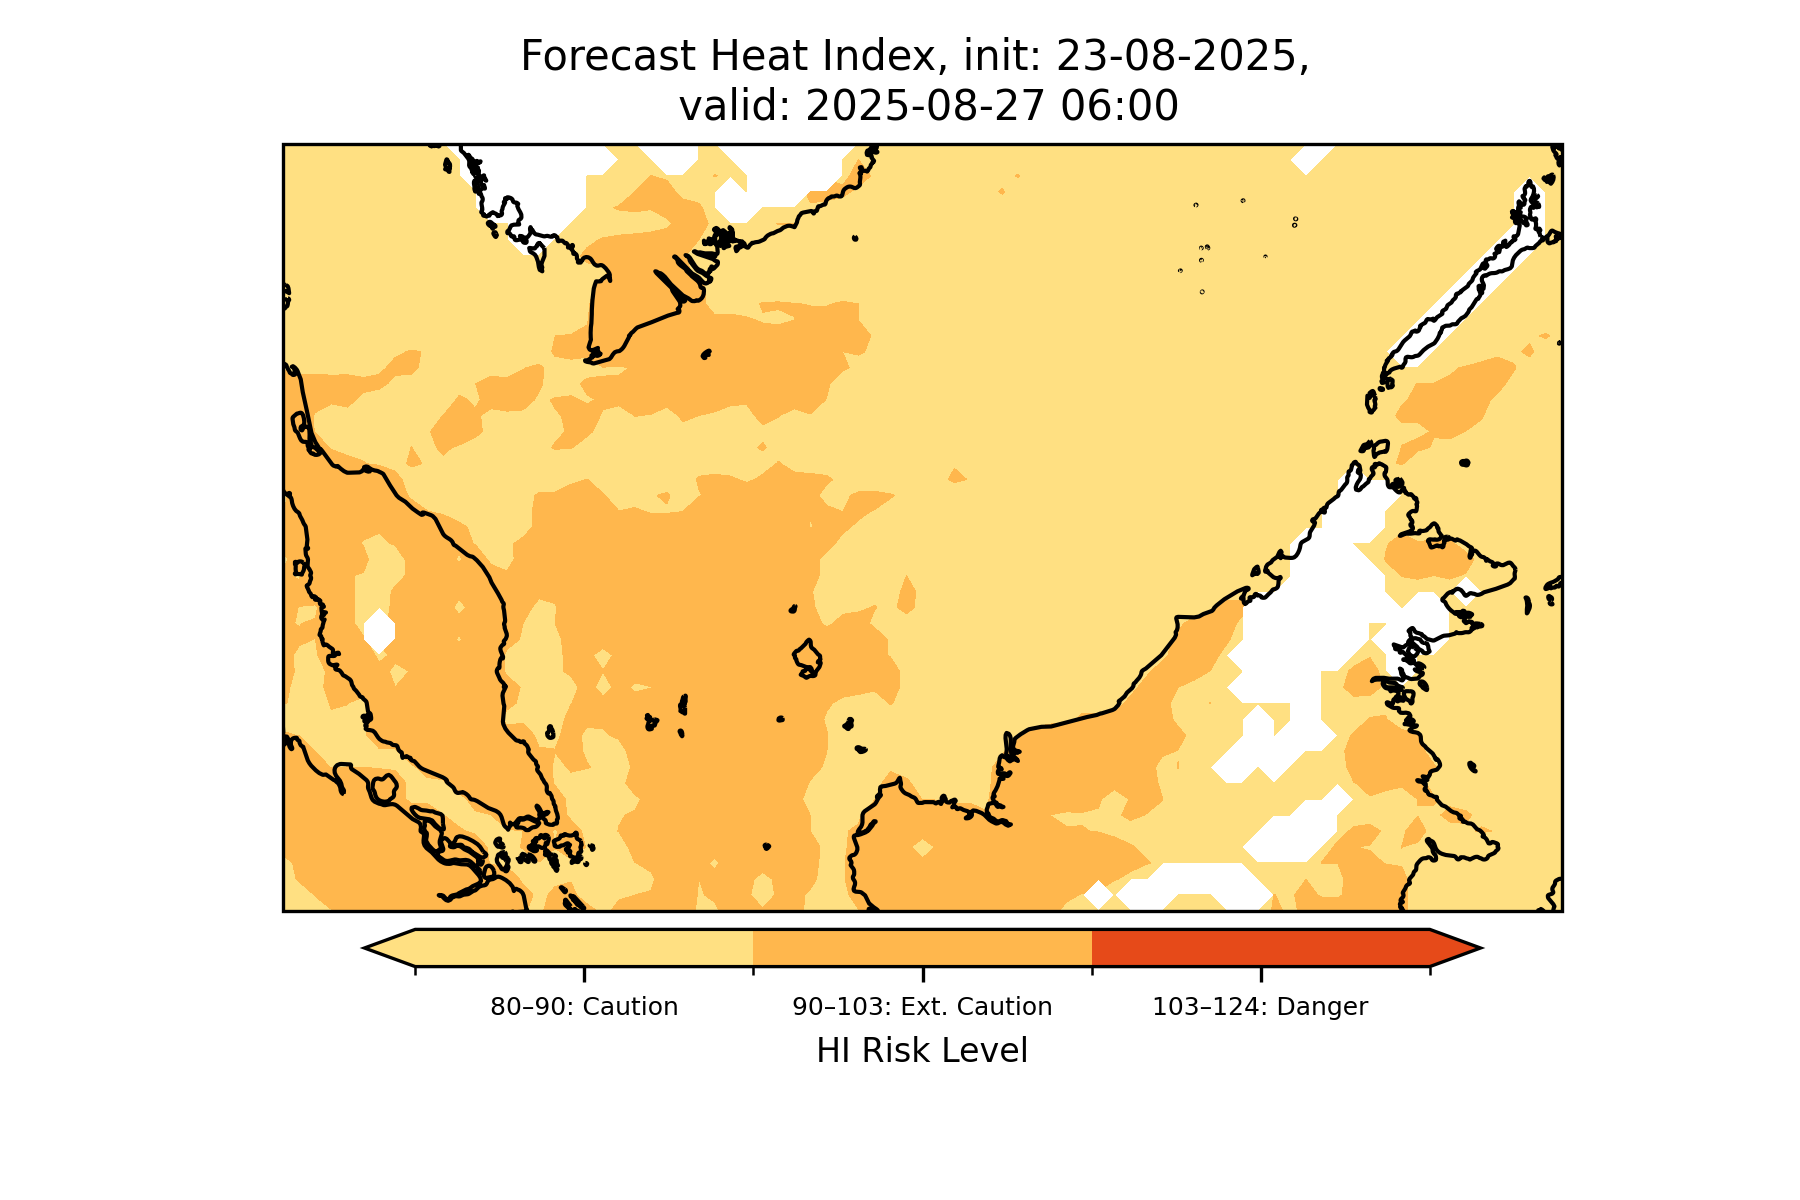 Forecast Heat Index, init: 23-08-2025,
valid: 2025-08-27 06:00
80–90: Caution
90–103: Ext. Caution
103–124: Danger
HI Risk Level